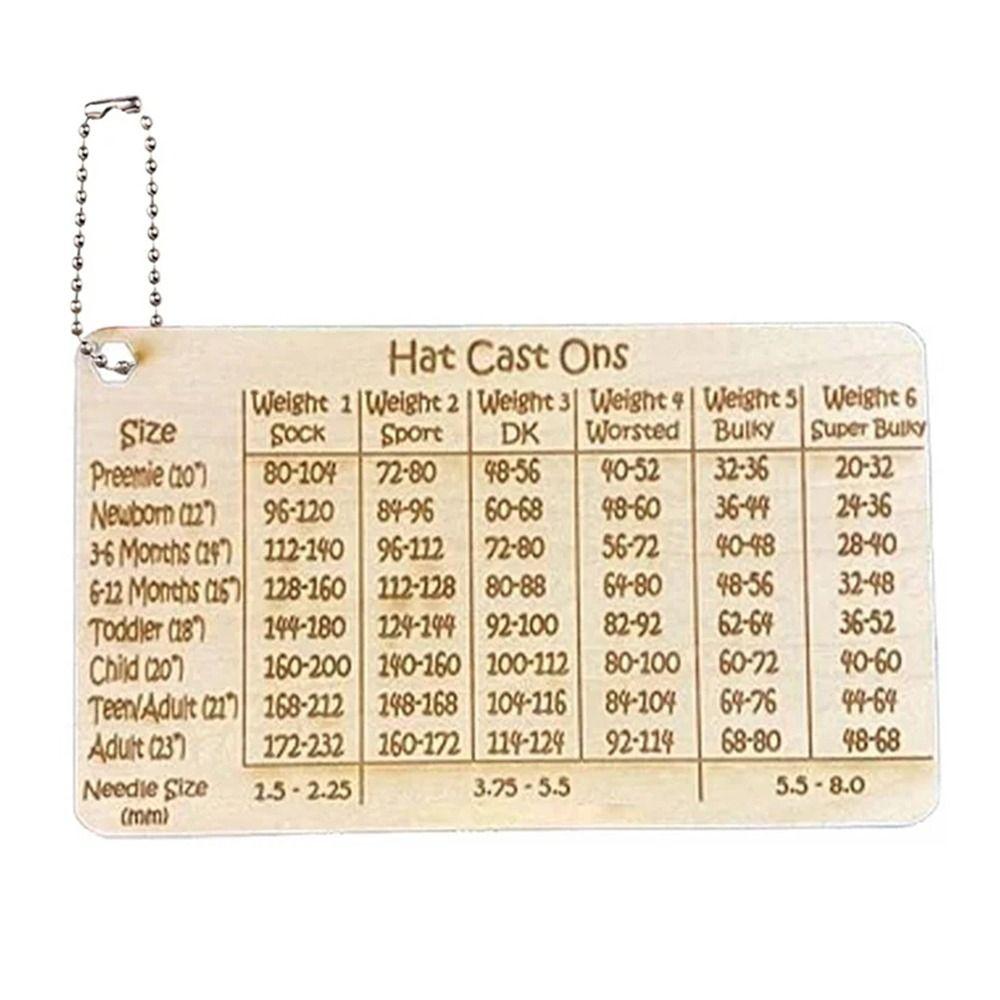 Hat Cast Ons
Size Weight 1 Sock Weight 2 Sport Weight 3 DK Weight 4 Worsted Weight 5 Bulky Weight 6 Super Bulky
Preemie (10") 80-104 72-80 48-56 40-52 32-36 20-32
Newborn (12") 96-120 84-96 60-68 48-60 36-44 24-36
3-6 Months (14") 112-140 96-112 72-80 56-72 40-48 28-40
6-12 Months (16") 128-160 112-128 80-88 64-80 48-56 32-48
Toddler (18") 144-180 124-144 92-100 82-92 62-64 36-52
Child (20") 160-200 140-160 100-112 80-100 60-72 40-60
Teen/Adult (21") 168-212 148-168 104-116 84-104 64-76 44-64
Adult (23") 172-232 160-172 114-124 92-114 68-80 48-68
Needle Size (mm) 1.5 - 2.25 3.75 - 5.5 5.5 - 8.0